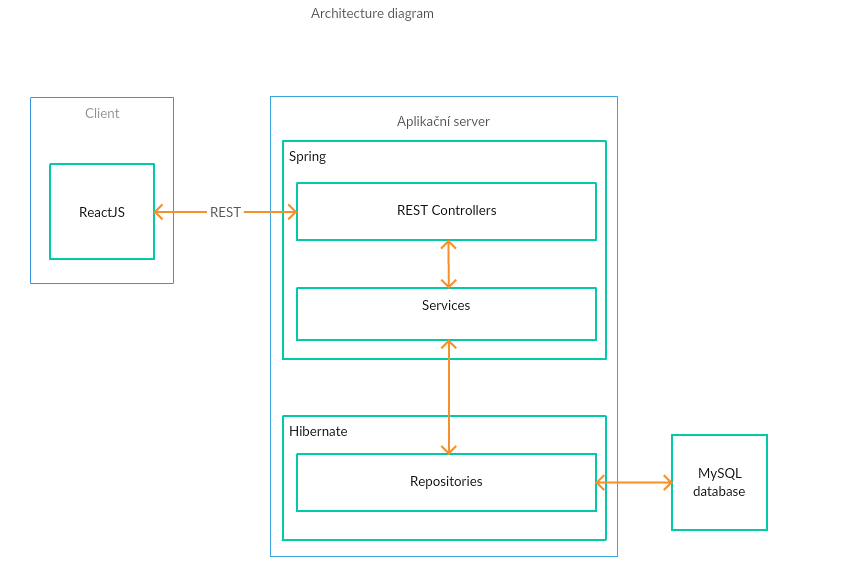 Architecture diagram
Client
Aplikační server
Spring
ReactJS
REST
REST Controllers
Services
Hibernate
Repositories
MySQL
database